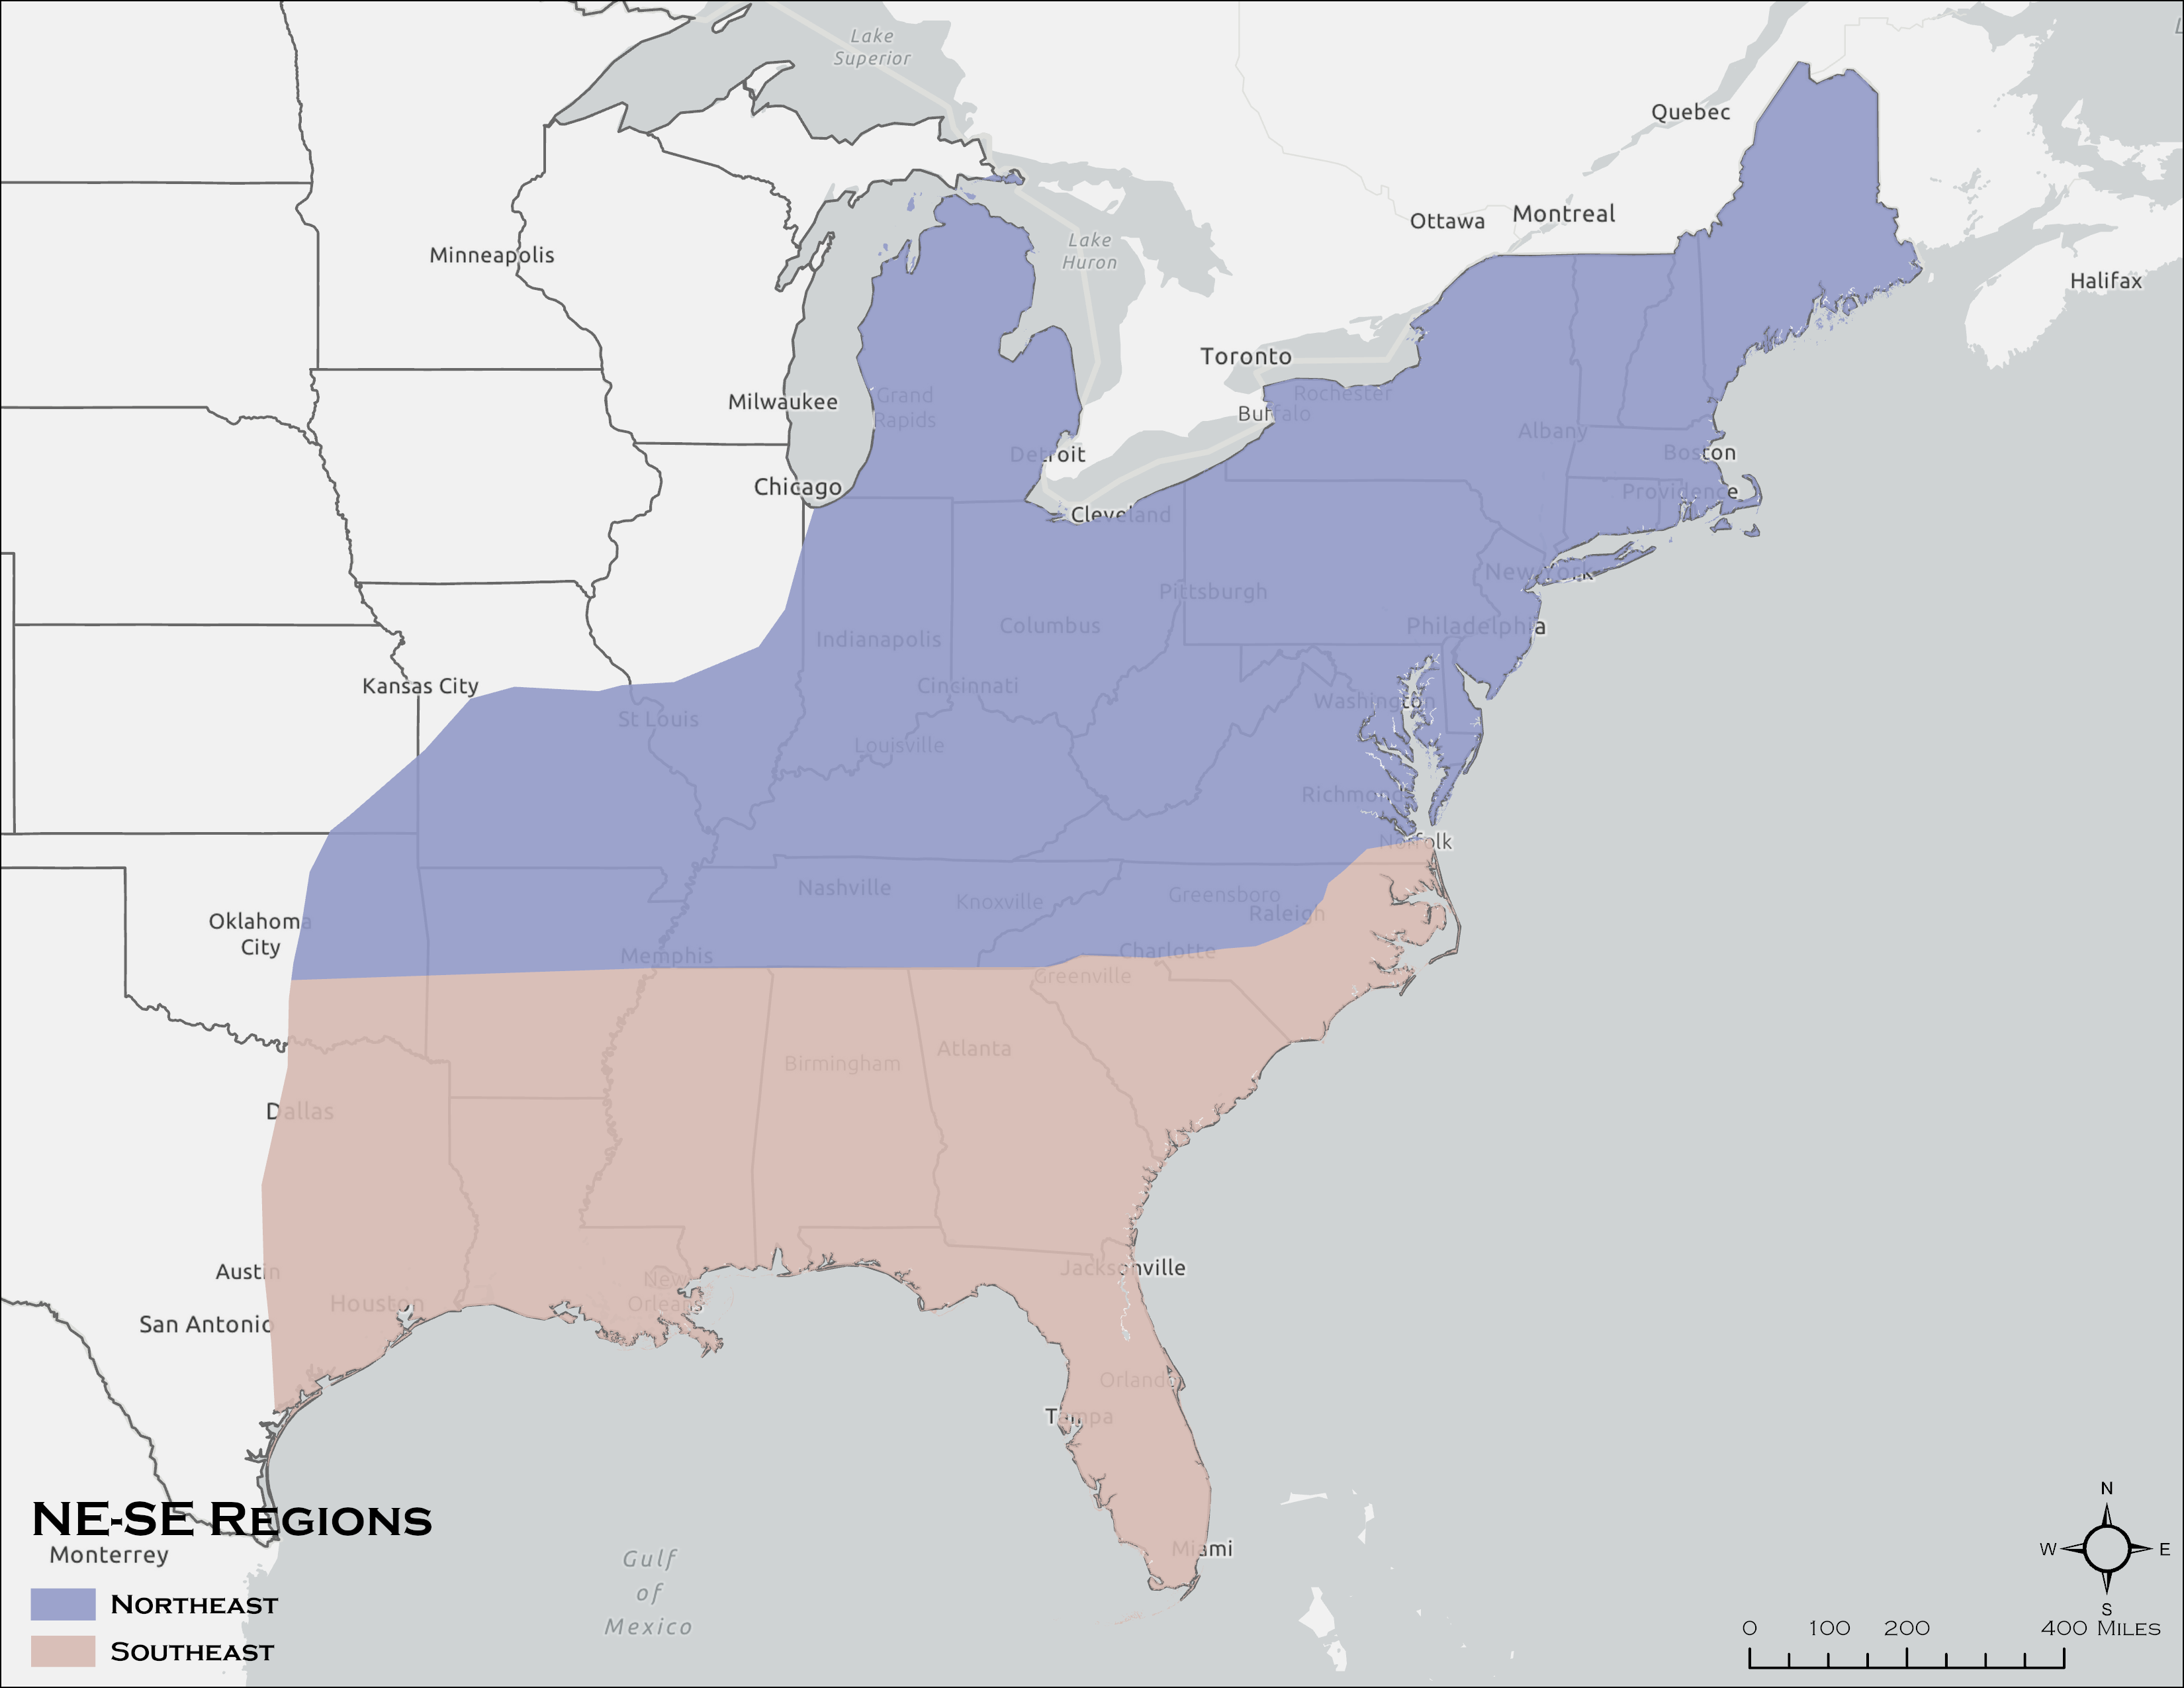 Lake
Superior
Quebec
Ottawa
Montreal
Halifax
Minneapolis
Lake
Huron
Toronto
Milwaukee
Grand
Rapids
Rochester
Buffalo
Albany
Detroit
Boston
Chicago
Providence
Cleveland
New York
Pittsburgh
Columbus
Philadelphia
Indianapolis
Kansas City
Cincinnati
Washington
St Louis
Louisville
Richmond
Norfolk
Nashville
Knoxville
Greensboro
Raleigh
Oklahoma
City
Memphis
Charlotte
Greenville
Birmingham
Atlanta
Dallas
Austin
Jacksonville
New
Orleans
Houston
San Antonio
Orlando
Tampa
Miami
NE-SE Regions
Monterrey
Gulf
of
Mexico
Northeast
Southeast
N
W
E
S
0 100 200 400 Miles